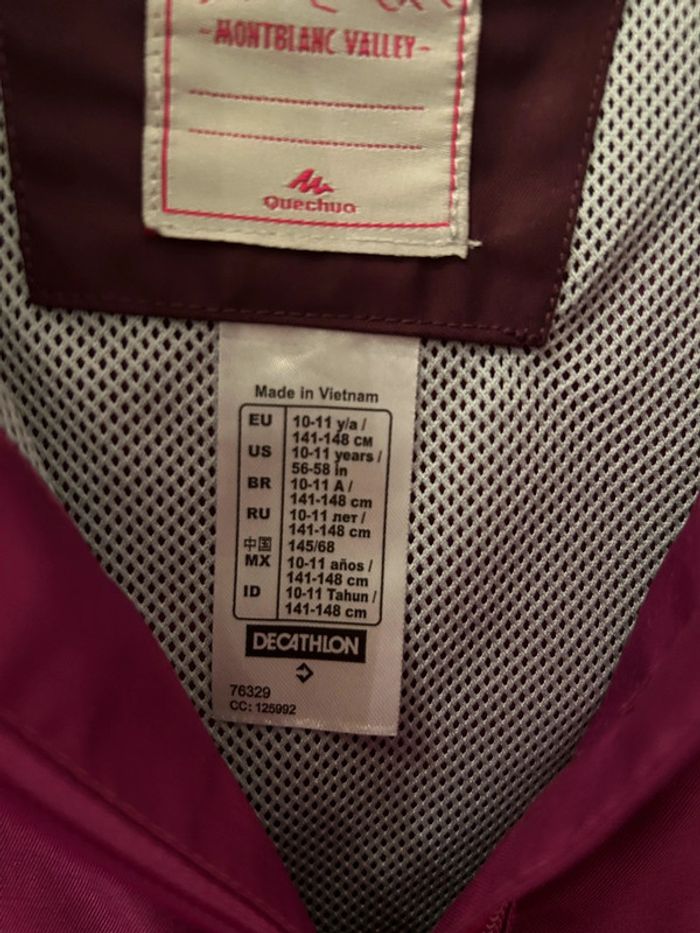 -MONTBLANC VALLEY-
Quechua
Made in Vietnam
EU 10-11 y/a /
141-148 CM
US 10-11 years /
56-58 in
BR 10-11 A /
141-148 cm
RU 10-11 лет /
141-148 cm
中国 145/68
MX 10-11 años /
141-148 cm
ID 10-11 Tahun /
141-148 cm
DECATHLON
76329
CC: 125992